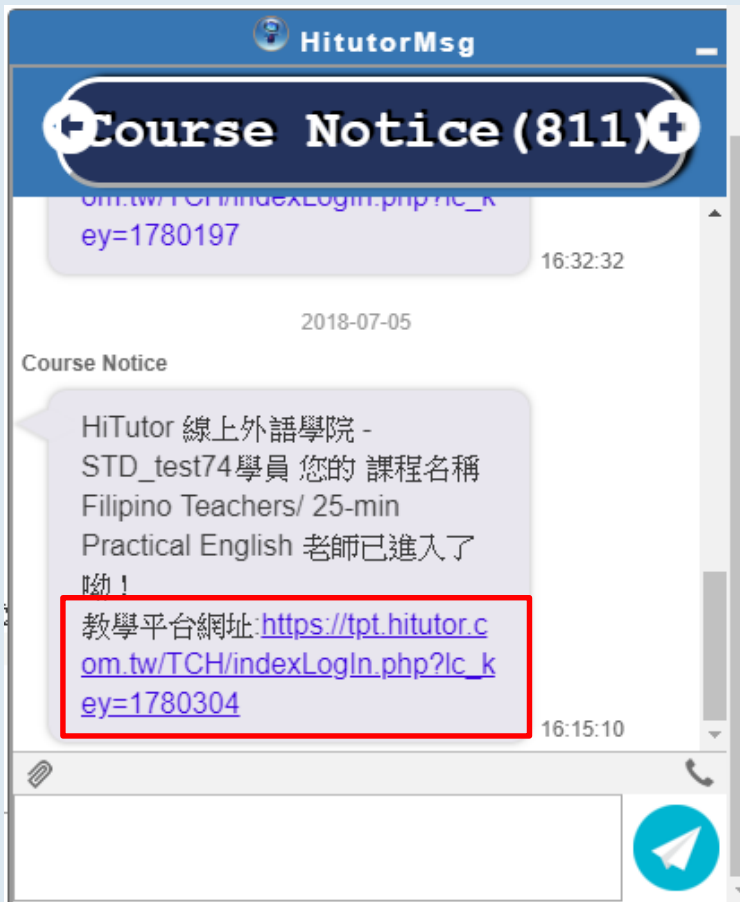 HitutorMsg
Course Notice(811)
om.tw/TCH/indexLogIn.php?lc_k
ey=1780197
16:32:32
2018-07-05
Course Notice
HiTutor 線上外語學院 -
STD_test74學員 您的 課程名稱
Filipino Teachers/ 25-min
Practical English 老師已進入了
呦！
教學平台網址:https://tpt.hitutor.c
om.tw/TCH/indexLogIn.php?lc_k
ey=1780304
16:15:10